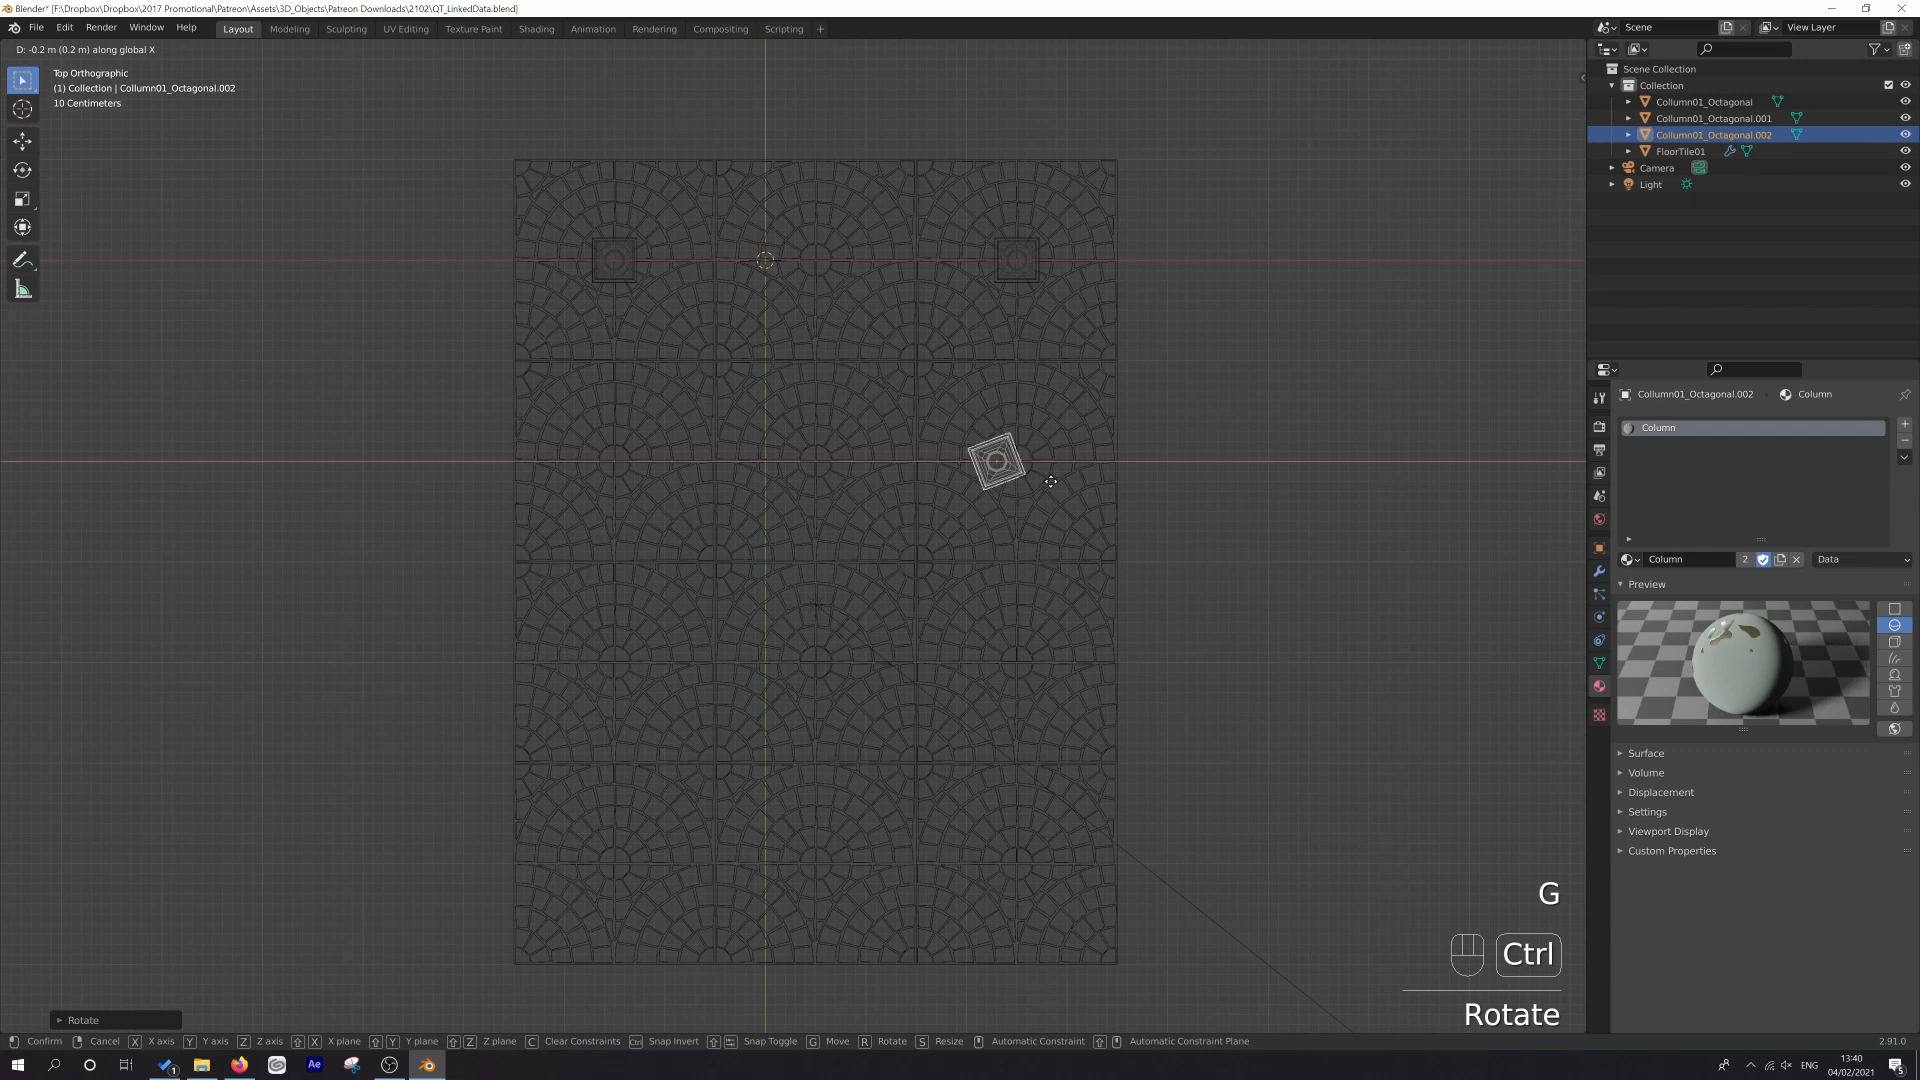 Blender* [F:\Dropbox\Dropbox\2017 Promotional\Patreon\Assets\3D_Objects\Patreon Downloads\2102\QT_LinkedData.blend]
File Edit Render Window Help Layout Modeling Sculpting UV Editing Texture Paint Shading Animation Rendering Compositing Scripting + Scene View Layer
D: -0.2 m (0.2 m) along global X
Top Orthographic
(1) Collection | Collumn01_Octagonal.002
10 Centimeters
Scene Collection
Collection
Collumn01_Octagonal
Collumn01_Octagonal.001
Collumn01_Octagonal.002
FloorTile01
Camera
Light
Collumn01_Octagonal.002 Column
Column
Column 2 Data
Preview
Surface
Volume
Displacement
Settings
Viewport Display
Custom Properties
G
Ctrl
Rotate
Rotate
Confirm Cancel X X axis Y Y axis Z Z axis X X plane Y Y plane Z Z plane C Clear Constraints Ctrl Snap Invert Snap Toggle G Move R Rotate S Resize Automatic Constraint Automatic Constraint Plane 2.91.0
1 Ae ENG 13:40
04/02/2021 5